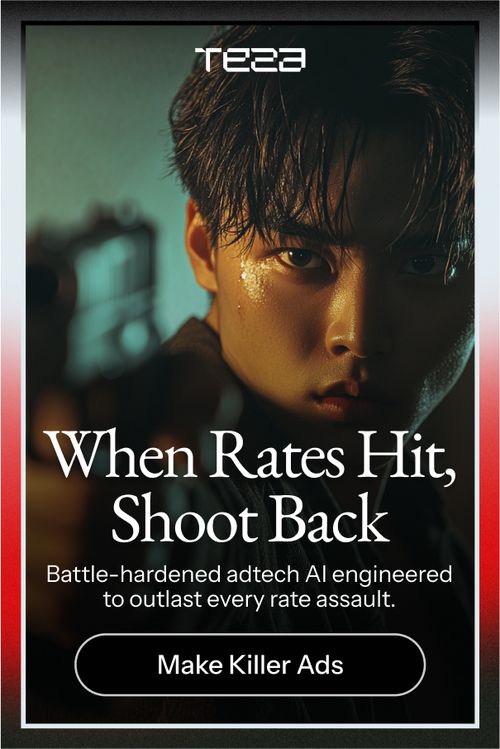 TEZA
When Rates Hit,
Shoot Back
Battle-hardened adtech AI engineered
to outlast every rate assault.
Make Killer Ads